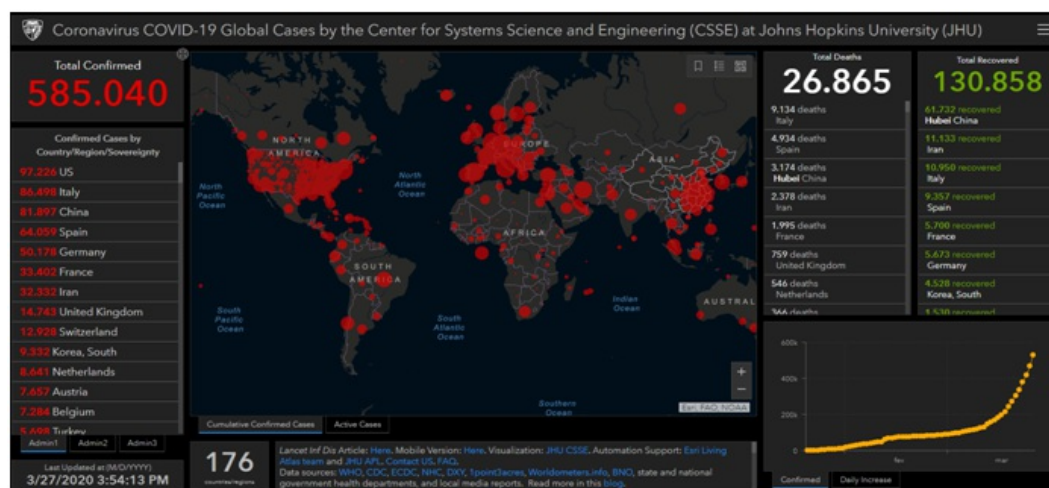 Coronavirus COVID-19 Global Cases by the Center for Systems Science and Engineering (CSSE) at Johns Hopkins University (JHU)
Total Confirmed
585.040
Confirmed Cases by
Country/Region/Sovereignty
97.226 US
86.498 Italy
81.897 China
64.059 Spain
50.178 Germany
33.402 France
32.332 Iran
14.743 United Kingdom
12.928 Switzerland
9.332 Korea, South
8.641 Netherlands
7.657 Austria
7.284 Belgium
5.698 Turkey
Admin1
Admin2
Admin3
Last Updated at (M/D/YYYY)
3/27/2020 3:54:13 PM
NORTH
AMERICA
EUROPE
ASIA
North
Pacific
Ocean
North
Atlantic
Ocean
AFRICA
SOUTH
AMERICA
Indian
Ocean
AUSTRAL
South
Pacific
Ocean
South
Atlantic
Ocean
Southern
Ocean
+
−
Esri, FAO, NOAA
Cumulative Confirmed Cases
Active Cases
176
countries/regions
Lancet Inf Dis Article: Here. Mobile Version: Here. Visualization: JHU CSSE. Automation Support: Esri Living
Atlas team and JHU APL. Contact US. FAQ.
Data sources: WHO, CDC, ECDC, NHC, DXY, 1point3acres, Worldometers.info, BNO, state and national
government health departments, and local media reports. Read more in this blog.
Total Deaths
26.865
9.134 deaths
Italy
4.934 deaths
Spain
3.174 deaths
Hubei China
2.378 deaths
Iran
1.995 deaths
France
759 deaths
United Kingdom
546 deaths
Netherlands
366 deaths
Total Recovered
130.858
61.732 recovered
Hubei China
11.133 recovered
Iran
10.950 recovered
Italy
9.357 recovered
Spain
5.700 recovered
France
5.673 recovered
Germany
4.528 recovered
Korea, South
1.530 recovered
600k
400k
200k
0
fev
mar
Confirmed
Daily Increase